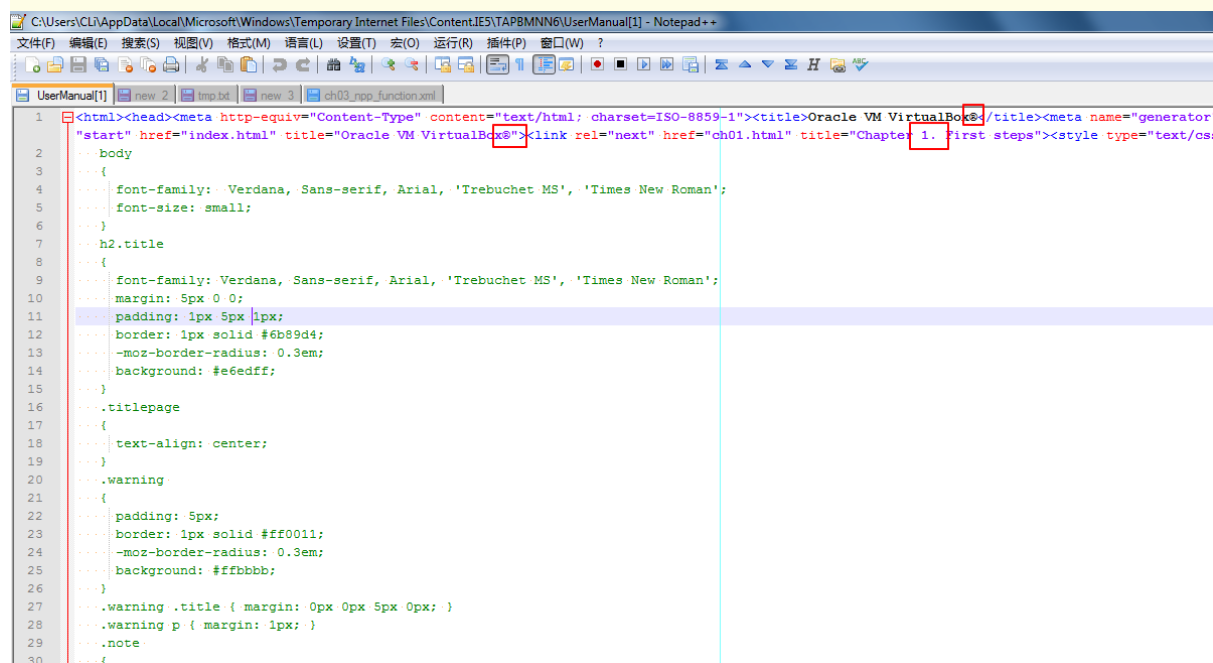 C:\Users\CLi\AppData\Local\Microsoft\Windows\Temporary Internet Files\Content.IE5\TAPBMNN6\UserManual[1] - Notepad++
文件(F) 编辑(E) 搜索(S) 视图(V) 格式(M) 语言(L) 设置(T) 宏(O) 运行(R) 插件(P) 窗口(W) ?
UserManual[1] new 2 tmp.txt new 3 ch03_npp_function.xml
1 <html><head><meta http-equiv="Content-Type" content="text/html; charset=ISO-8859-1"><title>Oracle VM VirtualBox®</title><meta name="generator"
"start" href="index.html" title="Oracle VM VirtualBox®"><link rel="next" href="ch01.html" title="Chapter 1. First steps"><style type="text/cs
2 body
3 {
4 font-family: Verdana, Sans-serif, Arial, 'Trebuchet MS', 'Times New Roman';
5 font-size: small;
6 }
7 h2.title
8 {
9 font-family: Verdana, Sans-serif, Arial, 'Trebuchet MS', 'Times New Roman';
10 margin: 5px 0 0;
11 padding: 1px 5px 1px;
12 border: 1px solid #6b89d4;
13 -moz-border-radius: 0.3em;
14 background: #e6edff;
15 }
16 .titlepage
17 {
18 text-align: center;
19 }
20 .warning
21 {
22 padding: 5px;
23 border: 1px solid #ff0011;
24 -moz-border-radius: 0.3em;
25 background: #ffbbbb;
26 }
27 .warning .title { margin: 0px 0px 5px 0px; }
28 .warning p { margin: 1px; }
29 .note
30 {